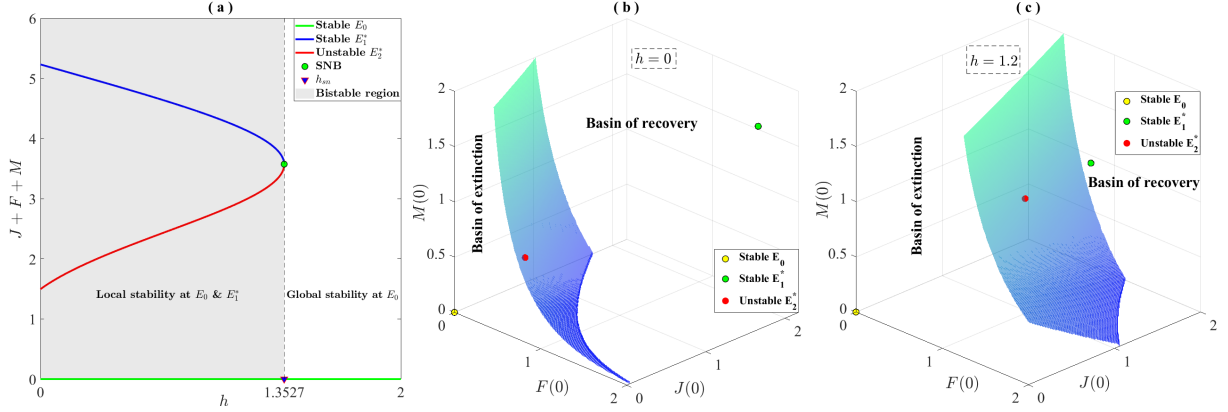 ( a )
6
5
4
3
2
1
0
J + F + M
0
1.3527
2
h
Stable E₀
Stable E₁*
Unstable E₂*
SNB
hₛₙ
Bistable region
Local stability at E₀ & E₁*
Global stability at E₀
( b )
h = 0
2
1.5
1
0.5
0
M(0)
Basin of extinction
Basin of recovery
Stable E₀
Stable E₁*
Unstable E₂*
0
1
2
F(0)
0
1
2
J(0)
( c )
h = 1.2
2
1.5
1
0.5
0
M(0)
Basin of extinction
Basin of recovery
Stable E₀
Stable E₁*
Unstable E₂*
0
1
2
F(0)
0
1
2
J(0)